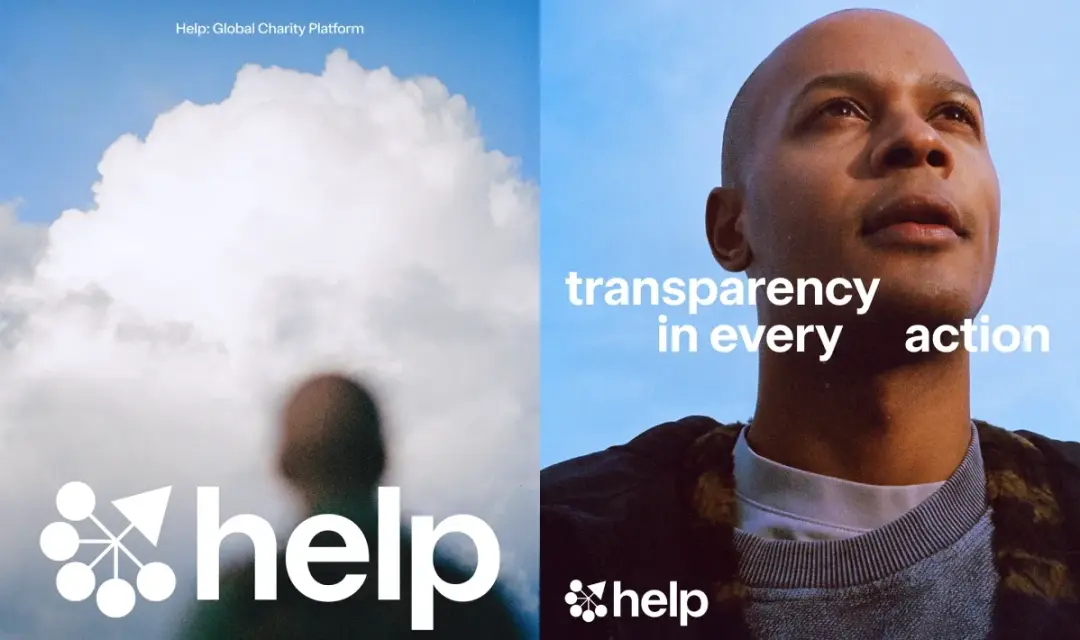 Help: Global Charity Platform
help
transparency
in every action
help